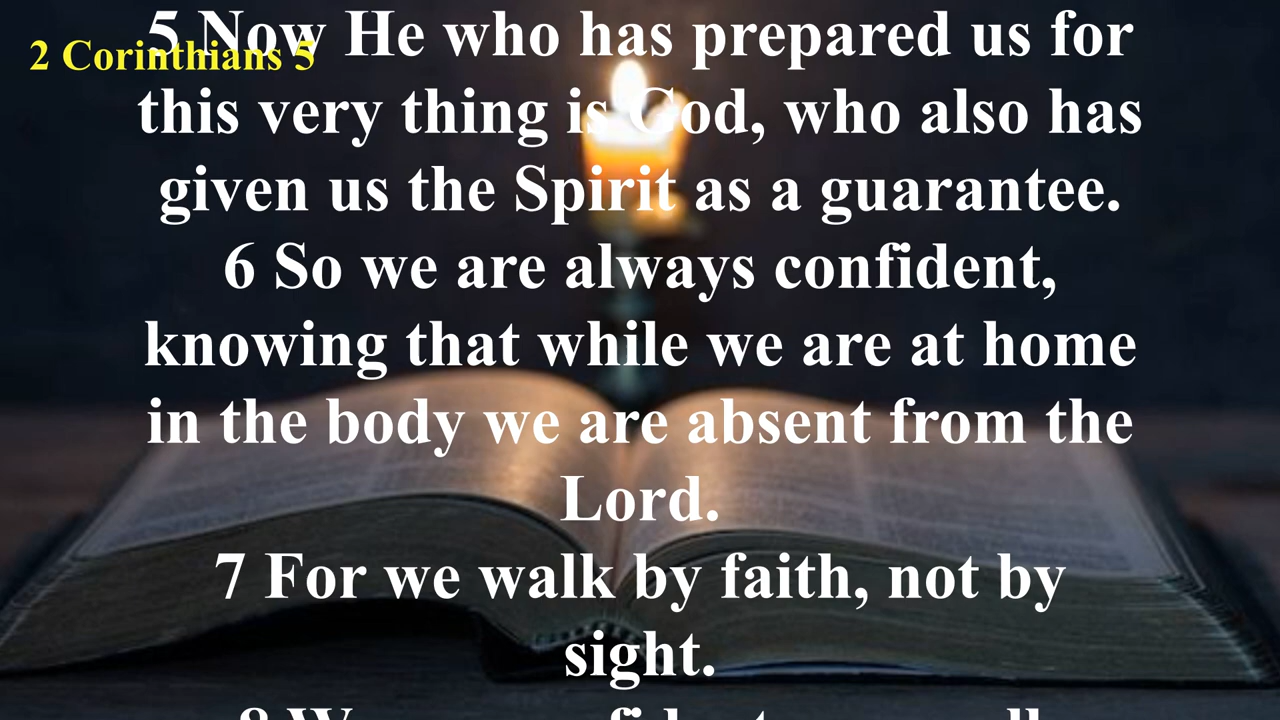 2 Corinthians 5
5 Now He who has prepared us for
this very thing is God, who also has
given us the Spirit as a guarantee.
6 So we are always confident,
knowing that while we are at home
in the body we are absent from the
Lord.
7 For we walk by faith, not by
sight.